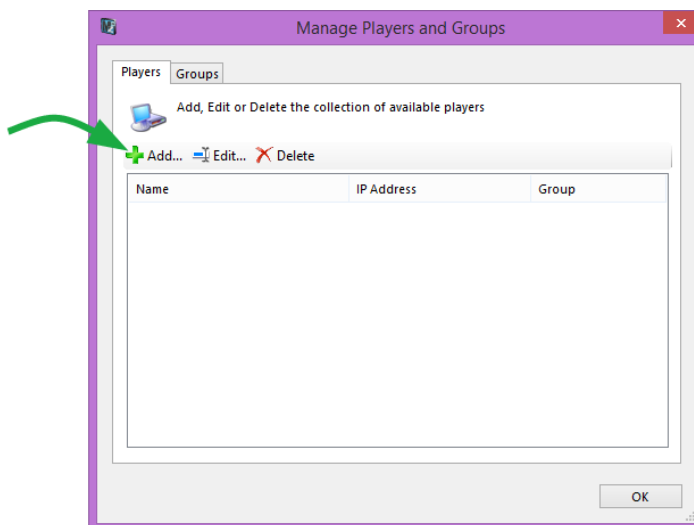 Manage Players and Groups
Players Groups
Add, Edit or Delete the collection of available players
Add... Edit... Delete
Name IP Address Group
OK